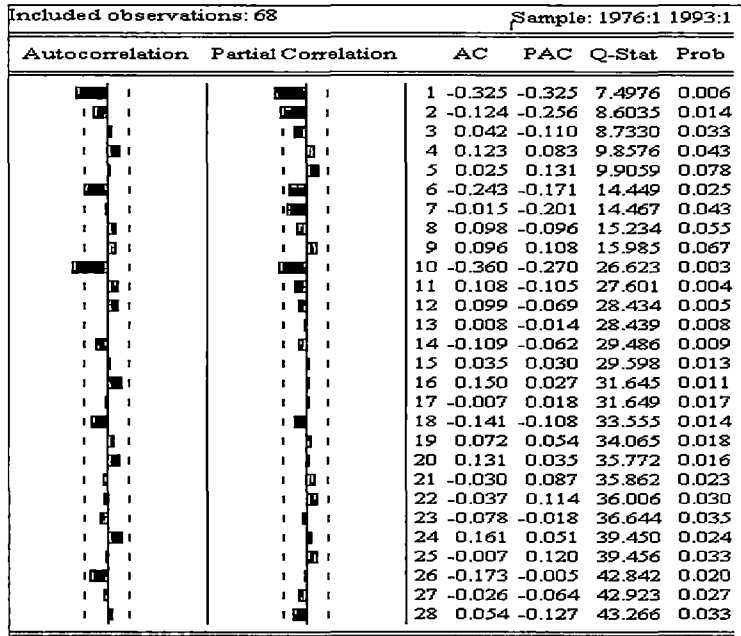 Included observations: 68 Sample: 1976:1 1993:1
Autocorrelation Partial Correlation AC PAC Q-Stat Prob
1 -0.325 -0.325 7.4976 0.006
2 -0.124 -0.256 8.6035 0.014
3 0.042 -0.110 8.7330 0.033
4 0.123 0.083 9.8576 0.043
5 0.025 0.131 9.9059 0.078
6 -0.243 -0.171 14.449 0.025
7 -0.015 -0.201 14.467 0.043
8 0.098 -0.096 15.234 0.055
9 0.096 0.108 15.985 0.067
10 -0.360 -0.270 26.623 0.003
11 0.108 -0.105 27.601 0.004
12 0.099 -0.069 28.434 0.005
13 0.008 -0.014 28.439 0.008
14 -0.109 -0.062 29.486 0.009
15 0.035 0.030 29.598 0.013
16 0.150 0.027 31.645 0.011
17 -0.007 0.018 31.649 0.017
18 -0.141 -0.108 33.555 0.014
19 0.072 0.054 34.065 0.018
20 0.131 0.035 35.772 0.016
21 -0.030 0.087 35.862 0.023
22 -0.037 0.114 36.006 0.030
23 -0.078 -0.018 36.644 0.035
24 0.161 0.051 39.450 0.024
25 -0.007 0.120 39.456 0.033
26 -0.173 -0.005 42.842 0.020
27 -0.026 -0.064 42.923 0.027
28 0.054 -0.127 43.266 0.033